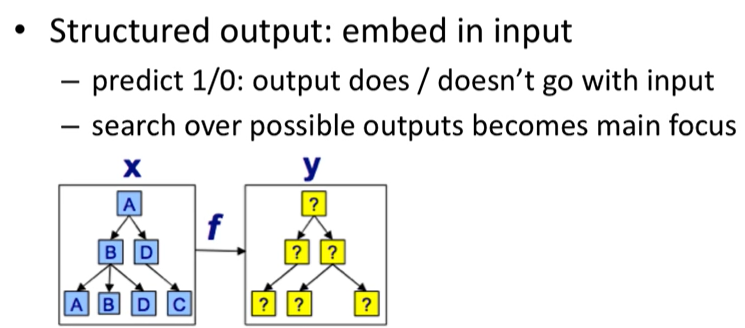 • Structured output: embed in input
– predict 1/0: output does / doesn't go with input
– search over possible outputs becomes main focus
x y
A ?
f
B D ? ?
A B D C ? ? ?